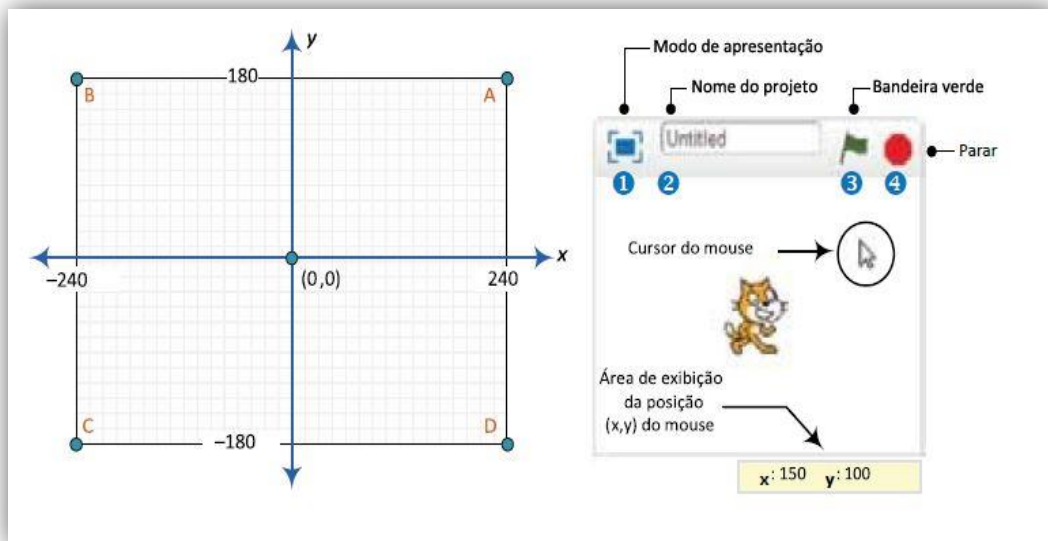 y
180
B
A
x
−240
(0,0)
240
C
D
−180
Modo de apresentação
Nome do projeto
Bandeira verde
Untitled
Parar
1 2 3 4
Cursor do mouse
Área de exibição
da posição
(x,y) do mouse
x: 150 y: 100